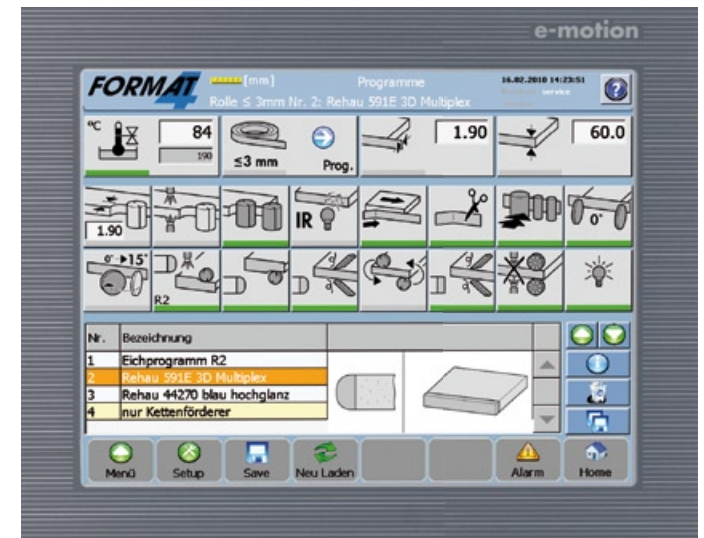 e-motion
FORMAT4
[mm]
Programme
16.02.2010 14:23:51
service
Rolle ≤ 3mm Nr. 2: Rehau 591E 3D Multiplex
°C
84
190
≤3 mm
Prog.
1.90
60.0
1.90
IR
0°
0° 15°
R2
Nr. Bezeichnung
1 Eichprogramm R2
2 Rehau 591E 3D Multiplex
3 Rehau 44270 blau hochglanz
4 nur Kettenförderer
Menü
Setup
Save
Neu Laden
Alarm
Home